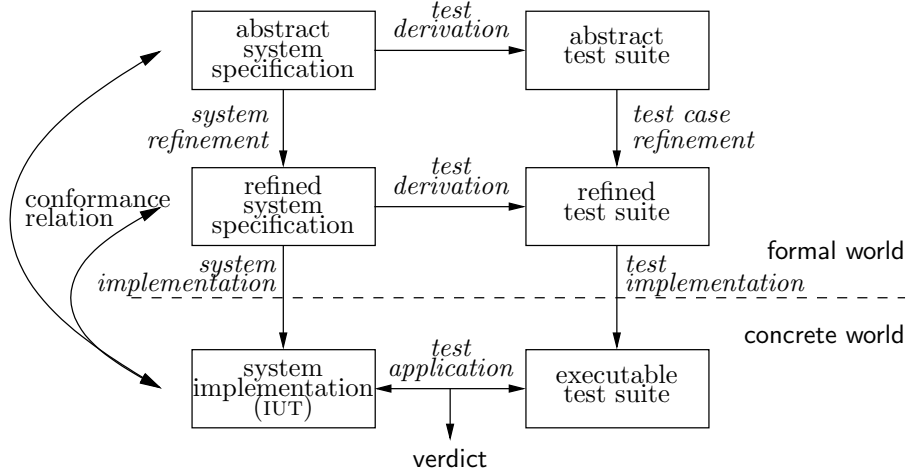 abstract
system
specification
test
derivation
abstract
test suite
system
refinement
test case
refinement
conformance
relation
refined
system
specification
test
derivation
refined
test suite
formal world
system
implementation
test
implementation
concrete world
system
implementation
(IUT)
test
application
executable
test suite
verdict